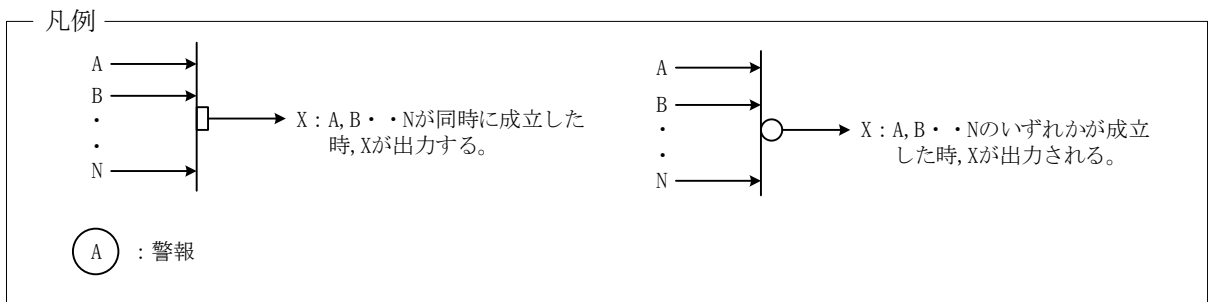 凡例
A
B
・
・
N
X：A,B・・Nが同時に成立した
時,Xが出力する。
A
B
・
・
N
X：A,B・・Nのいずれかが成立
した時,Xが出力される。
A ：警報